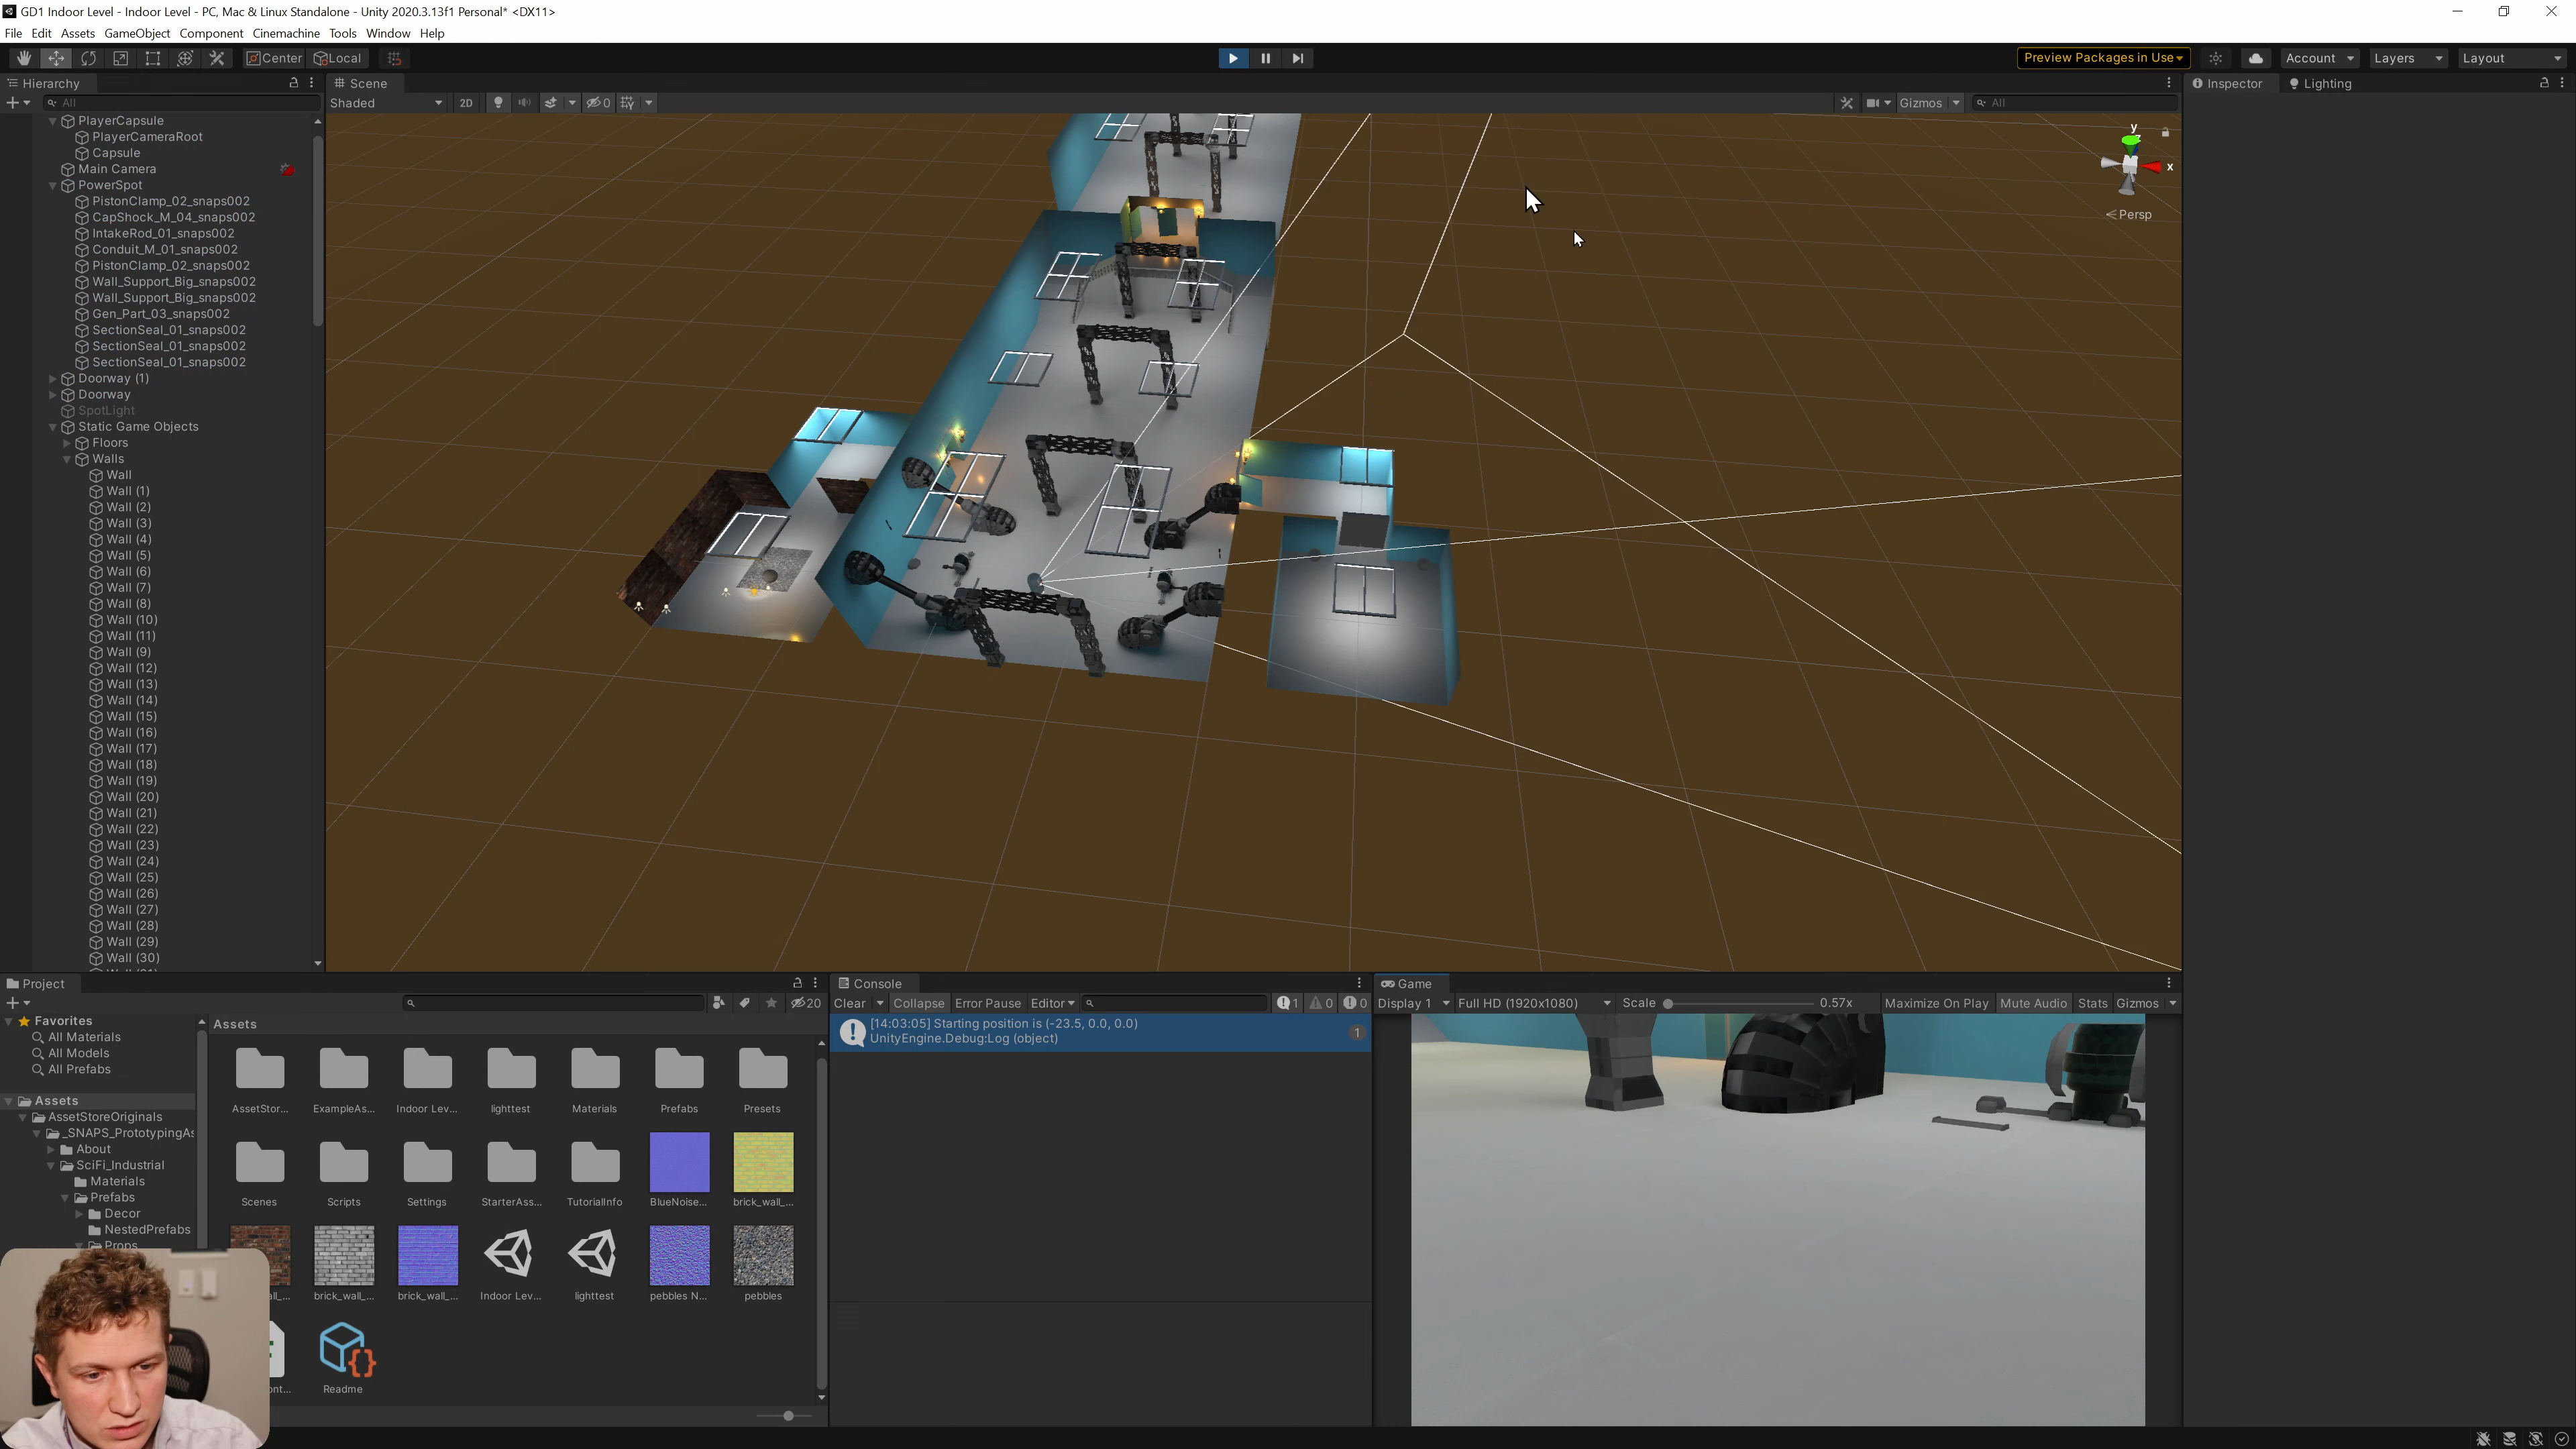 GD1 Indoor Level - Indoor Level - PC, Mac & Linux Standalone - Unity 2020.3.13f1 Personal* <DX11>
File Edit Assets GameObject Component Cinemachine Tools Window Help
Center Local
Preview Packages in Use Account Layers Layout
Hierarchy
All
PlayerCapsule
PlayerCameraRoot
Capsule
Main Camera
PowerSpot
PistonClamp_02_snaps002
CapShock_M_04_snaps002
IntakeRod_01_snaps002
Conduit_M_01_snaps002
PistonClamp_02_snaps002
Wall_Support_Big_snaps002
Wall_Support_Big_snaps002
Gen_Part_03_snaps002
SectionSeal_01_snaps002
SectionSeal_01_snaps002
SectionSeal_01_snaps002
Doorway (1)
Doorway
SpotLight
Static Game Objects
Floors
Walls
Wall
Wall (1)
Wall (2)
Wall (3)
Wall (4)
Wall (5)
Wall (6)
Wall (7)
Wall (8)
Wall (10)
Wall (11)
Wall (9)
Wall (12)
Wall (13)
Wall (14)
Wall (15)
Wall (16)
Wall (17)
Wall (18)
Wall (19)
Wall (20)
Wall (21)
Wall (22)
Wall (23)
Wall (24)
Wall (25)
Wall (26)
Wall (27)
Wall (28)
Wall (29)
Wall (30)
Scene
Shaded 2D 0 Gizmos All
y
x
Persp
Inspector Lighting
Project
20
Favorites
All Materials
All Models
All Prefabs
Assets
AssetStoreOriginals
_SNAPS_PrototypingAs
About
SciFi_Industrial
Materials
Prefabs
Decor
NestedPrefabs
Props
Assets
AssetStor... ExampleAs... Indoor Lev... lighttest Materials Prefabs Presets
Scenes Scripts Settings StarterAss... TutorialInfo BlueNoise... brick_wall_...
all_... brick_wall_... brick_wall_... Indoor Lev... lighttest pebbles N... pebbles
ont... Readme
Console
Clear Collapse Error Pause Editor 1 0 0
[14:03:05] Starting position is (-23.5, 0.0, 0.0)
UnityEngine.Debug:Log (object)
1
Game
Display 1 Full HD (1920x1080) Scale 0.57x Maximize On Play Mute Audio Stats Gizmos